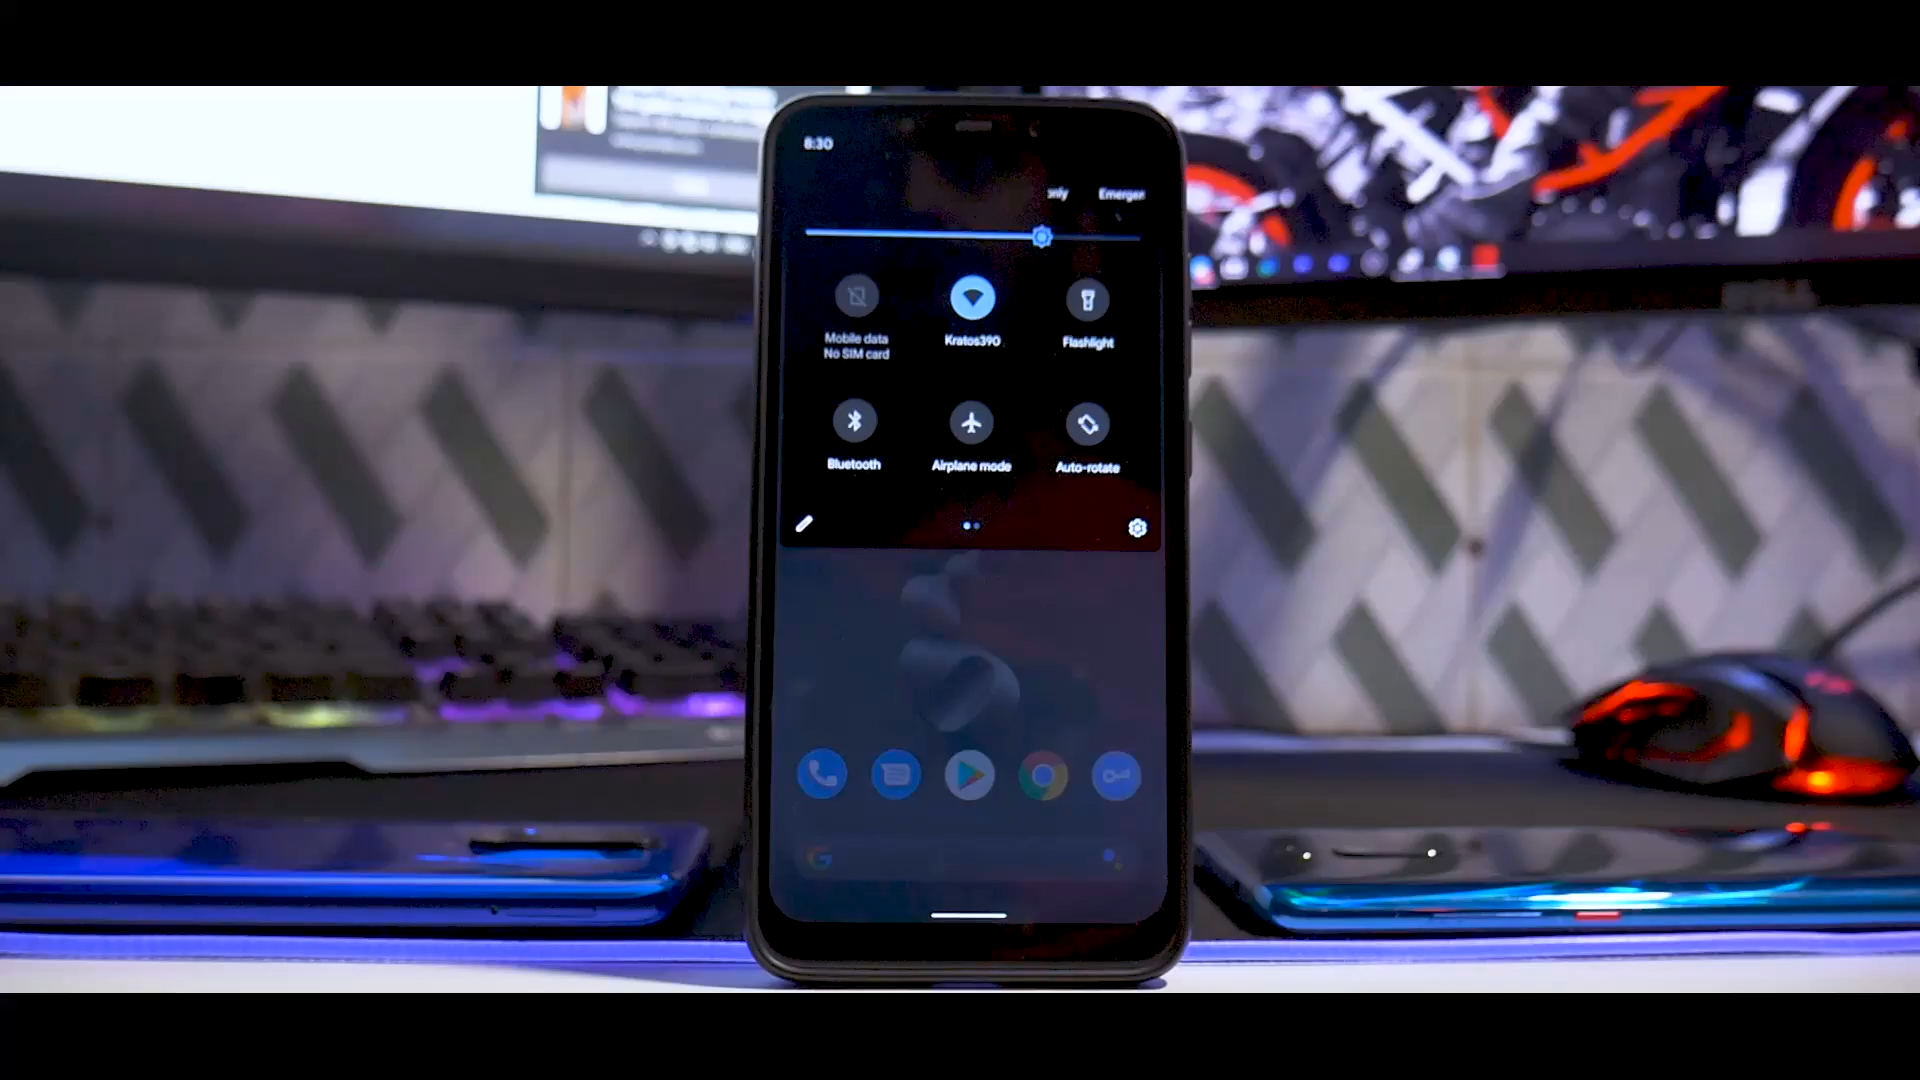 8:30
only Emergen
Mobile data
No SIM card
Kratos390
Flashlight
Bluetooth
Airplane mode
Auto-rotate
G